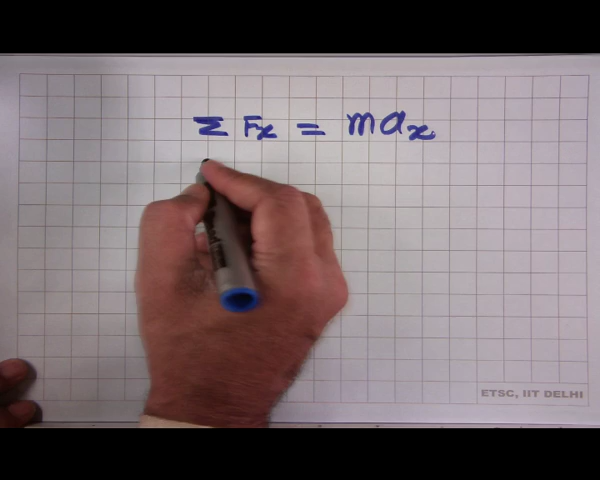 Σ Fx = max
ETSC, IIT DELHI